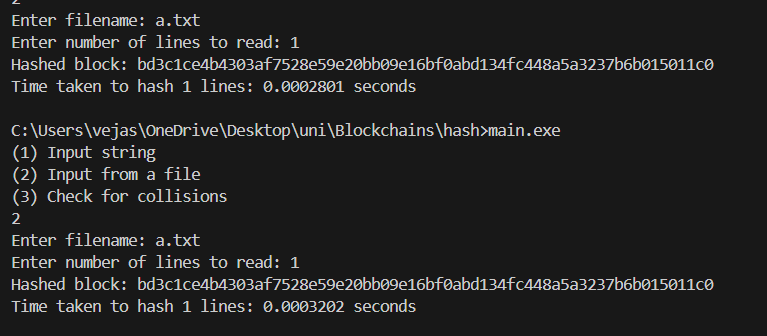 2
Enter filename: a.txt
Enter number of lines to read: 1
Hashed block: bd3c1ce4b4303af7528e59e20bb09e16bf0abd134fc448a5a3237b6b015011c0
Time taken to hash 1 lines: 0.0002801 seconds
C:\Users\vejas\OneDrive\Desktop\uni\Blockchains\hash>main.exe
(1) Input string
(2) Input from a file
(3) Check for collisions
2
Enter filename: a.txt
Enter number of lines to read: 1
Hashed block: bd3c1ce4b4303af7528e59e20bb09e16bf0abd134fc448a5a3237b6b015011c0
Time taken to hash 1 lines: 0.0003202 seconds